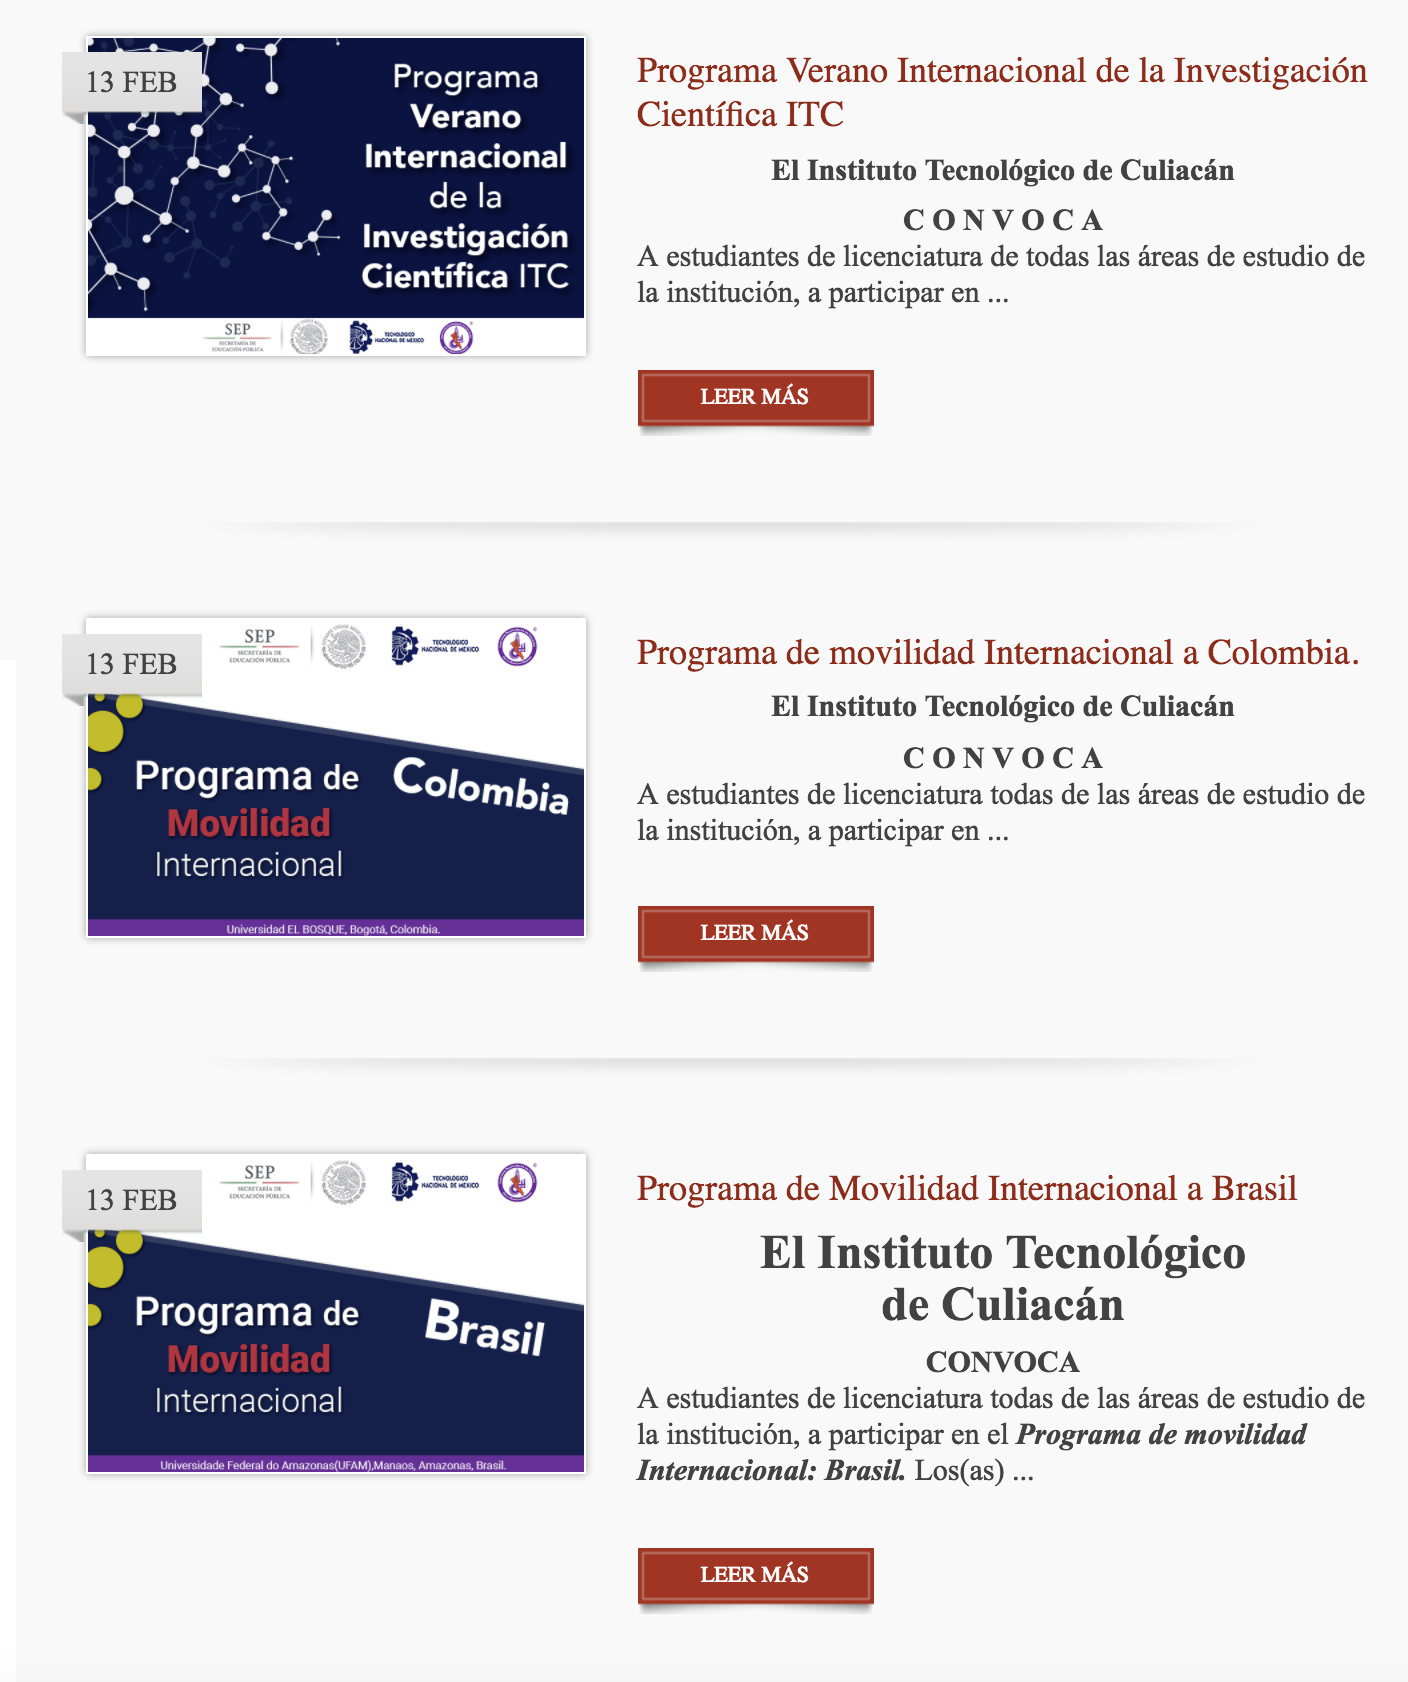 13 FEB
Programa
Verano
Internacional
de la
Investigación
Científica ITC
SEP
SECRETARÍA DE
EDUCACIÓN PÚBLICA
TECNOLÓGICO
NACIONAL DE MÉXICO
Programa Verano Internacional de la Investigación
Científica ITC
El Instituto Tecnológico de Culiacán
C O N V O C A
A estudiantes de licenciatura de todas las áreas de estudio de
la institución, a participar en ...
LEER MÁS
13 FEB
SEP
SECRETARÍA DE
EDUCACIÓN PÚBLICA
TECNOLÓGICO
NACIONAL DE MÉXICO
Programa de
Movilidad
Internacional
Colombia
Universidad EL BOSQUE, Bogotá, Colombia.
Programa de movilidad Internacional a Colombia.
El Instituto Tecnológico de Culiacán
C O N V O C A
A estudiantes de licenciatura todas de las áreas de estudio de
la institución, a participar en ...
LEER MÁS
13 FEB
SEP
SECRETARÍA DE
EDUCACIÓN PÚBLICA
TECNOLÓGICO
NACIONAL DE MÉXICO
Programa de
Movilidad
Internacional
Brasil
Universidade Federal do Amazonas(UFAM),Manaos, Amazonas, Brasil.
Programa de Movilidad Internacional a Brasil
El Instituto Tecnológico
de Culiacán
CONVOCA
A estudiantes de licenciatura todas de las áreas de estudio de
la institución, a participar en el Programa de movilidad
Internacional: Brasil. Los(as) ...
LEER MÁS